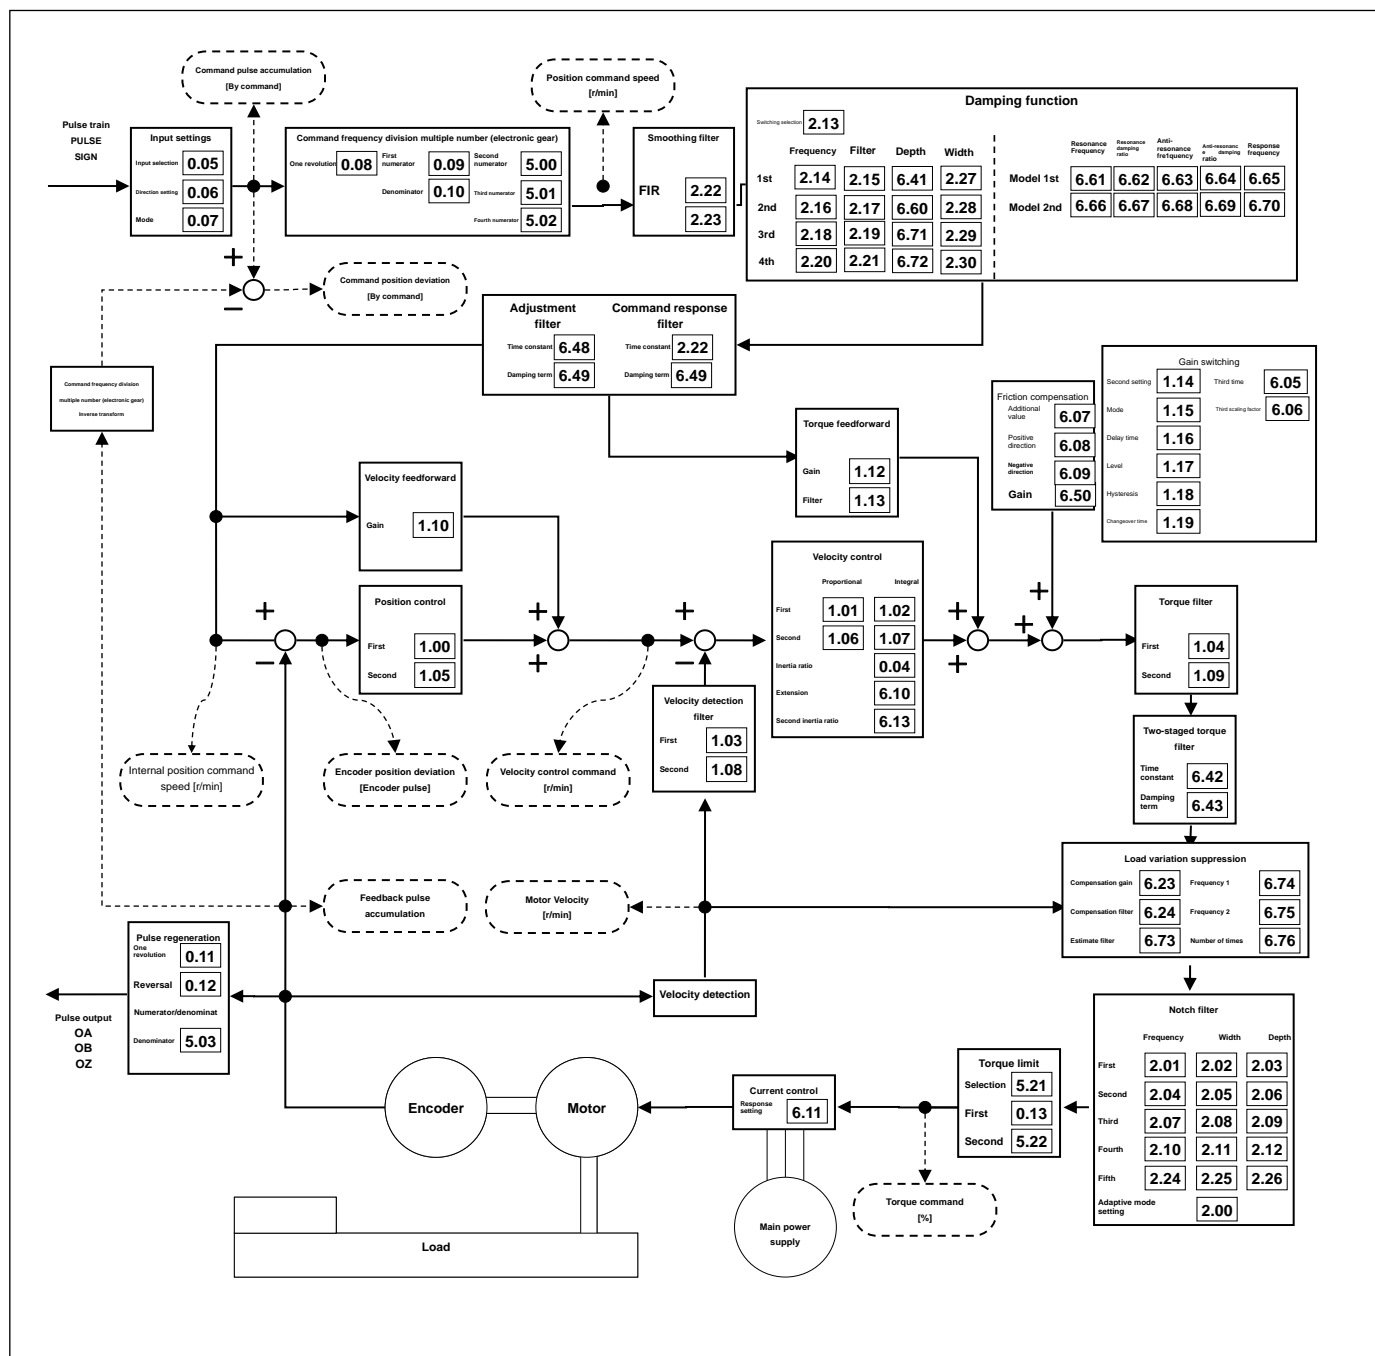 Command pulse accumulation
[By command]
Position command speed
[r/min]
Pulse train
PULSE
SIGN
Input settings
Input selection 0.05
Direction setting 0.06
Mode 0.07
Command frequency division multiple number (electronic gear)
One revolution 0.08 First numerator 0.09 Second numerator 5.00
Denominator 0.10 Third numerator 5.01
Fourth numerator 5.02
Smoothing filter
FIR 2.22
2.23
Damping function
Switching selection 2.13
Frequency Filter Depth Width
1st 2.14 2.15 6.41 2.27
2nd 2.16 2.17 6.60 2.28
3rd 2.18 2.19 6.71 2.29
4th 2.20 2.21 6.72 2.30
Resonance Frequency
Resonance damping ratio
Anti-resonance fre1quency
Anti-resonanc e damping ratio
Response frequency
Model 1st 6.61 6.62 6.63 6.64 6.65
Model 2nd 6.66 6.67 6.68 6.69 6.70
+
−
Command position deviation
[By command]
Adjustment filter
Time constant 6.48
Damping term 6.49
Command response filter
Time constant 2.22
Damping term 6.49
Command frequency division
multiple number (electronic gear)
Inverse transform
Friction compensation
Additional value 6.07
Positive direction 6.08
Negative direction 6.09
Gain 6.50
Gain switching
Second setting 1.14 Third time 6.05
Mode 1.15 Third scaling factor 6.06
Delay time 1.16
Level 1.17
Hysteresis 1.18
Changeover time 1.19
Torque feedforward
Gain 1.12
Filter 1.13
Velocity feedforward
Gain 1.10
Position control
First 1.00
Second 1.05
+
−
+
+
+
−
Velocity control
Proportional Integral
First 1.01 1.02
Second 1.06 1.07
Inertia ratio 0.04
Extension 6.10
Second inertia ratio 6.13
+
+
+
+
Torque filter
First 1.04
Second 1.09
Velocity detection
filter
First 1.03
Second 1.08
Two-staged torque
filter
Time constant 6.42
Damping term 6.43
Internal position command
speed [r/min]
Encoder position deviation
[Encoder pulse]
Velocity control command
[r/min]
Load variation suppression
Compensation gain 6.23 Frequency 1 6.74
Compensation filter 6.24 Frequency 2 6.75
Estimate filter 6.73 Number of times 6.76
Feedback pulse
accumulation
Motor Velocity
[r/min]
Pulse regeneration
One revolution 0.11
Reversal 0.12
Numerator/denominat
Denominator 5.03
Pulse output
OA
OB
OZ
Velocity detection
Notch filter
Frequency Width Depth
First 2.01 2.02 2.03
Second 2.04 2.05 2.06
Third 2.07 2.08 2.09
Fourth 2.10 2.11 2.12
Fifth 2.24 2.25 2.26
Adaptive mode setting 2.00
Torque limit
Selection 5.21
First 0.13
Second 5.22
Current control
Response setting 6.11
Encoder
Motor
Torque command
[%]
Main power
supply
Load